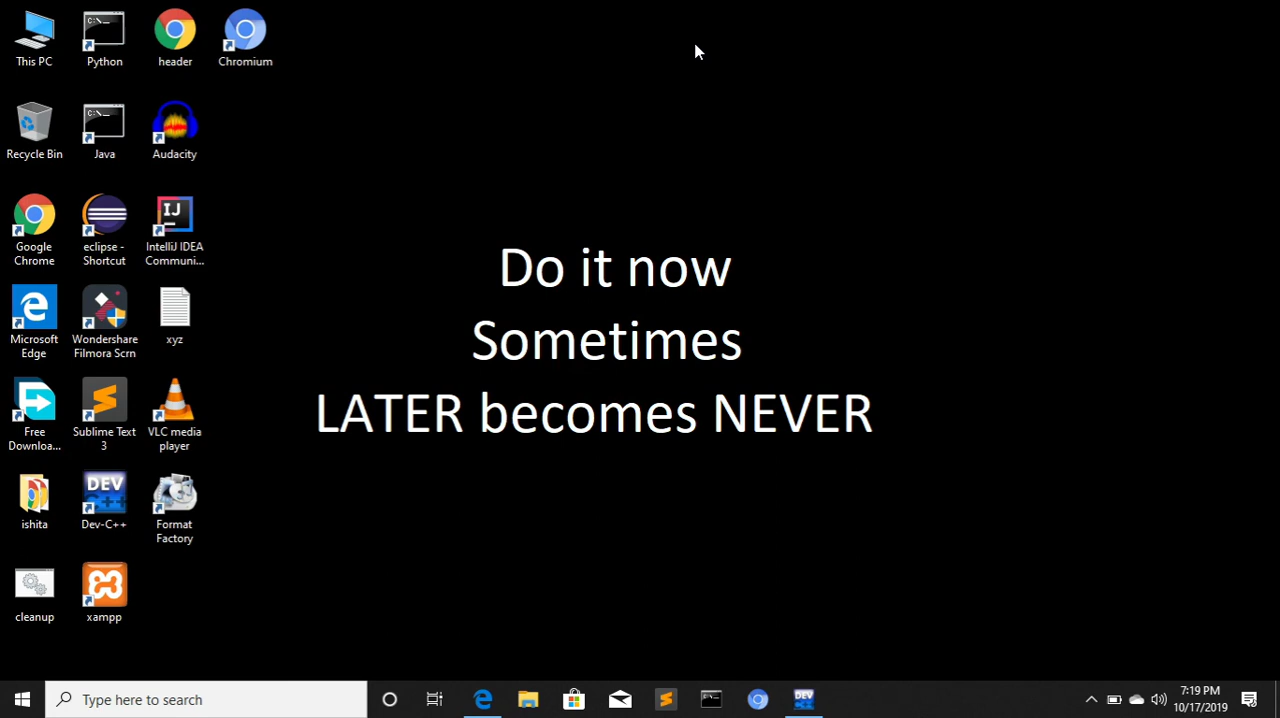 This PC
Python
header
Chromium
Recycle Bin
Java
Audacity
Google
Chrome
eclipse -
Shortcut
IntelliJ IDEA
Communi...
Microsoft
Edge
Wondershare
Filmora Scrn
xyz
Free
Downloa...
Sublime Text
3
VLC media
player
ishita
DEV
C++
Dev-C++
Format
Factory
cleanup
xampp
Do it now
Sometimes
LATER becomes NEVER
Type here to search
DEV
7:19 PM
10/17/2019